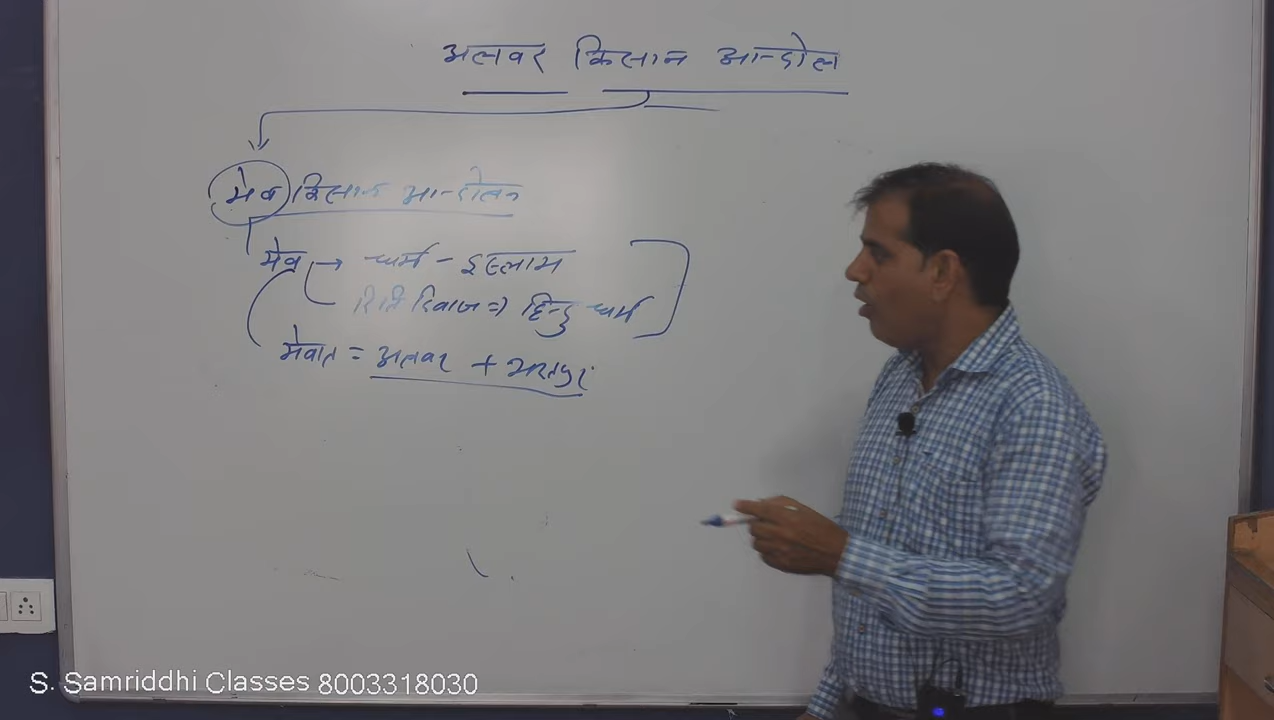 अलवर किसान आन्दोल
मेव किसान आन्दोलन
मेव → धर्म - इस्लाम
रिति रिवाज ⇒ हिन्दु धर्म
मेवात = अलवर + भरतपुर
S. Samriddhi Classes 8003318030